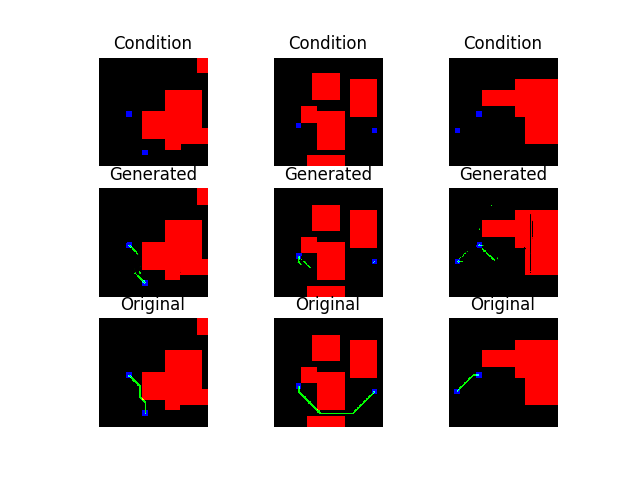 Condition Condition Condition
Generated Generated Generated
Original Original Original